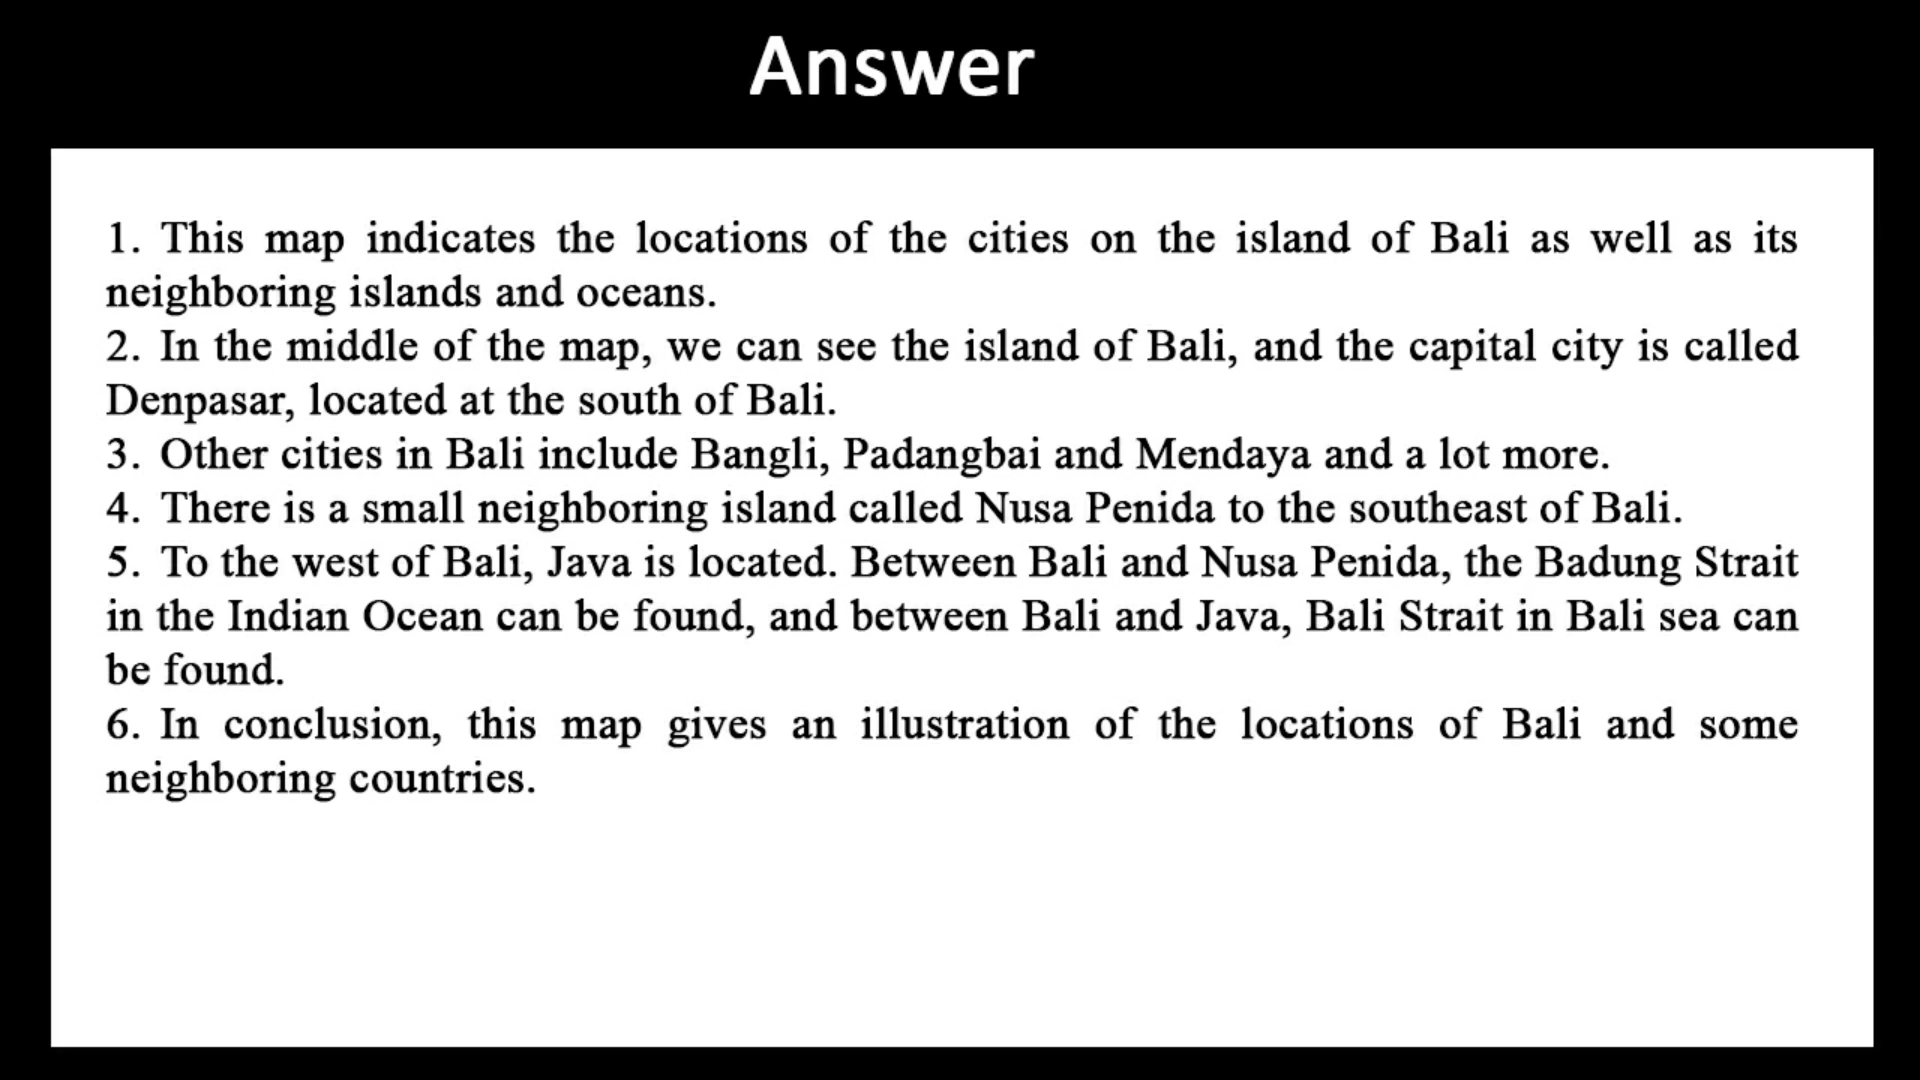 Answer
1. This map indicates the locations of the cities on the island of Bali as well as its
neighboring islands and oceans.
2. In the middle of the map, we can see the island of Bali, and the capital city is called
Denpasar, located at the south of Bali.
3. Other cities in Bali include Bangli, Padangbai and Mendaya and a lot more.
4. There is a small neighboring island called Nusa Penida to the southeast of Bali.
5. To the west of Bali, Java is located. Between Bali and Nusa Penida, the Badung Strait
in the Indian Ocean can be found, and between Bali and Java, Bali Strait in Bali sea can
be found.
6. In conclusion, this map gives an illustration of the locations of Bali and some
neighboring countries.